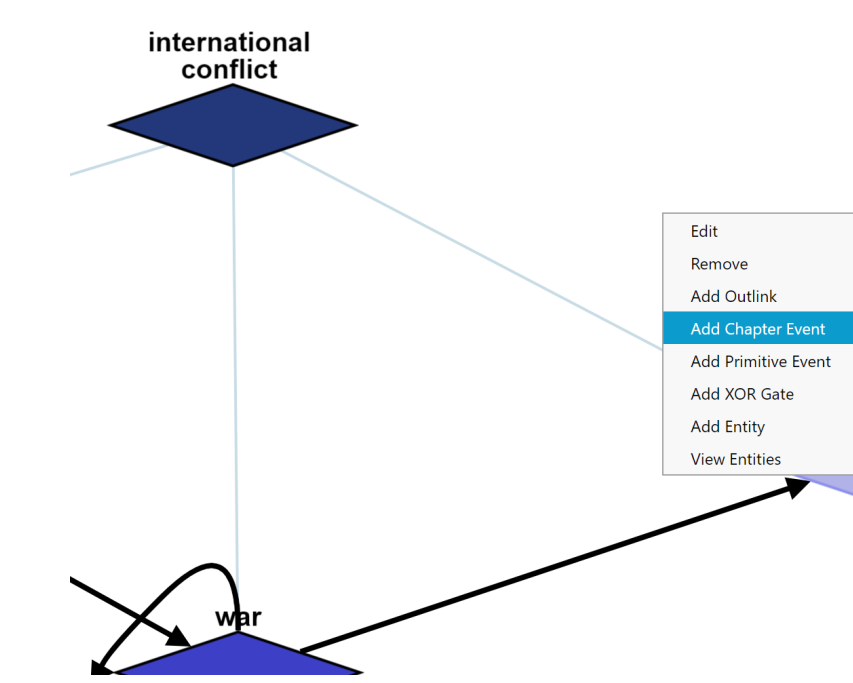 international
conflict
Edit
Remove
Add Outlink
Add Chapter Event
Add Primitive Event
Add XOR Gate
Add Entity
View Entities
war